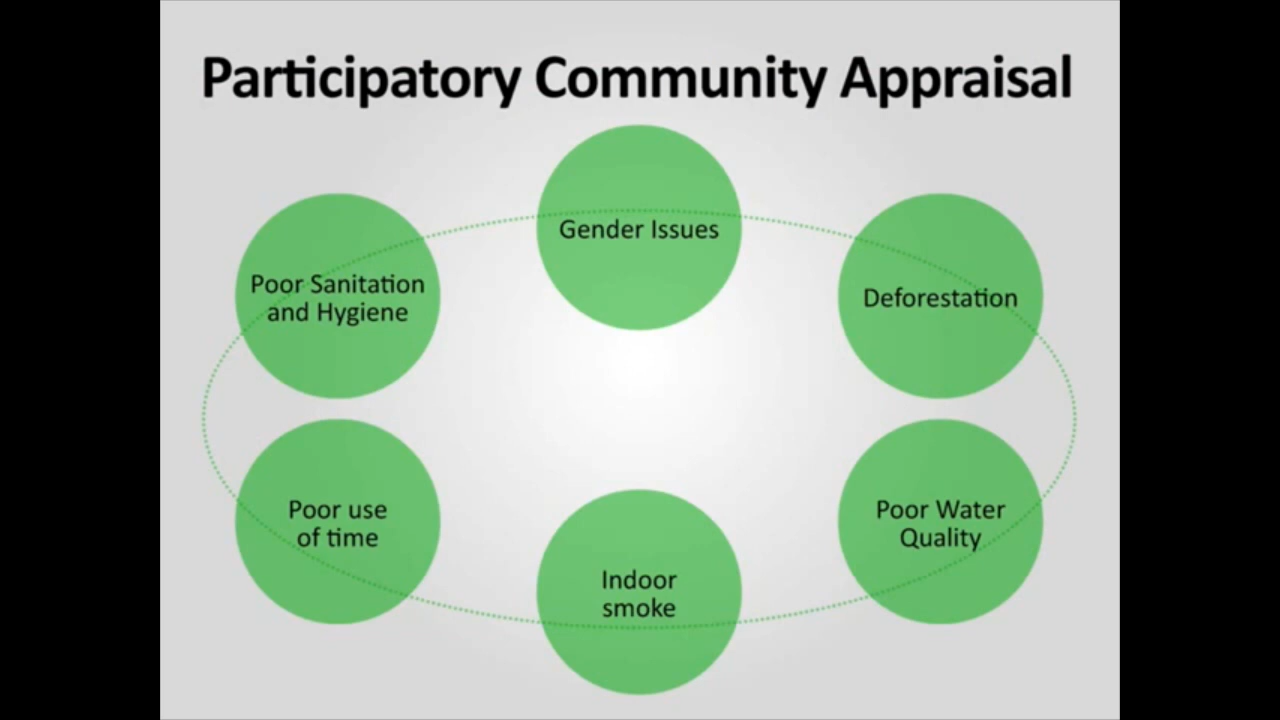 Participatory Community Appraisal
Gender Issues
Poor Sanitation
and Hygiene
Deforestation
Poor use
of time
Poor Water
Quality
Indoor
smoke